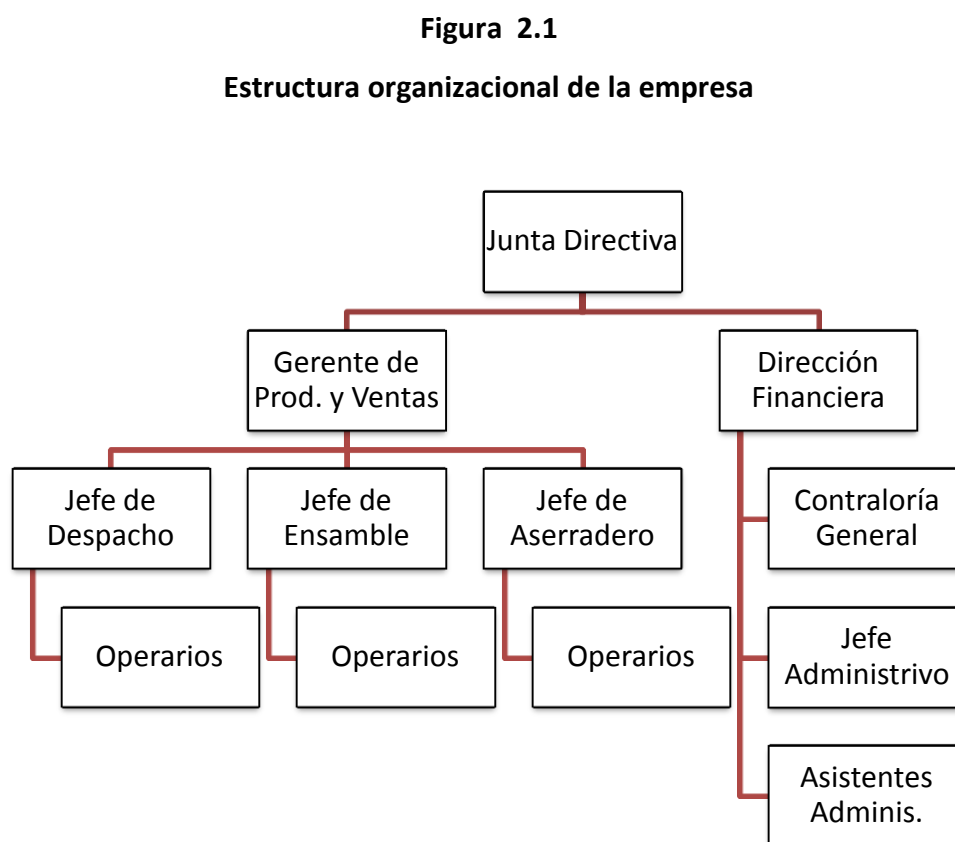 Figura 2.1
Estructura organizacional de la empresa
Junta Directiva
Gerente de
Prod. y Ventas
Dirección
Financiera
Jefe de
Despacho
Jefe de
Ensamble
Jefe de
Aserradero
Contraloría
General
Operarios
Operarios
Operarios
Jefe
Administrivo
Asistentes
Adminis.